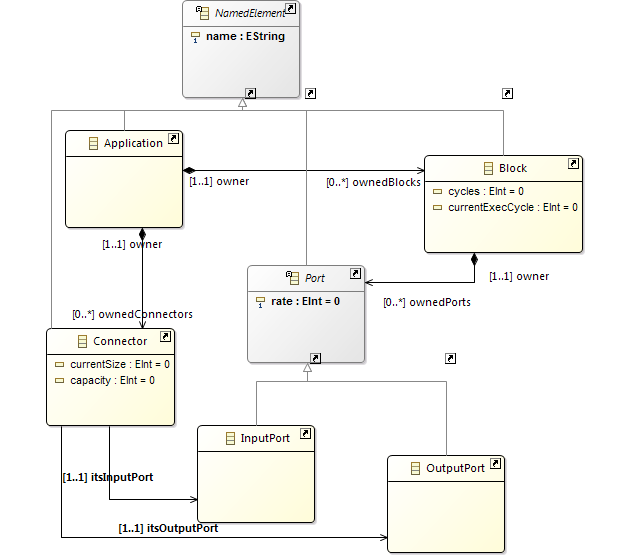 NamedElement
name : EString
Application
Block
cycles : EInt = 0
currentExecCycle : EInt = 0
[1..1] owner
[0..*] ownedBlocks
[1..1] owner
[1..1] owner
Port
rate : EInt = 0
[0..*] ownedPorts
[0..*] ownedConnectors
Connector
currentSize : EInt = 0
capacity : EInt = 0
InputPort
OutputPort
[1..1] itsInputPort
[1..1] itsOutputPort